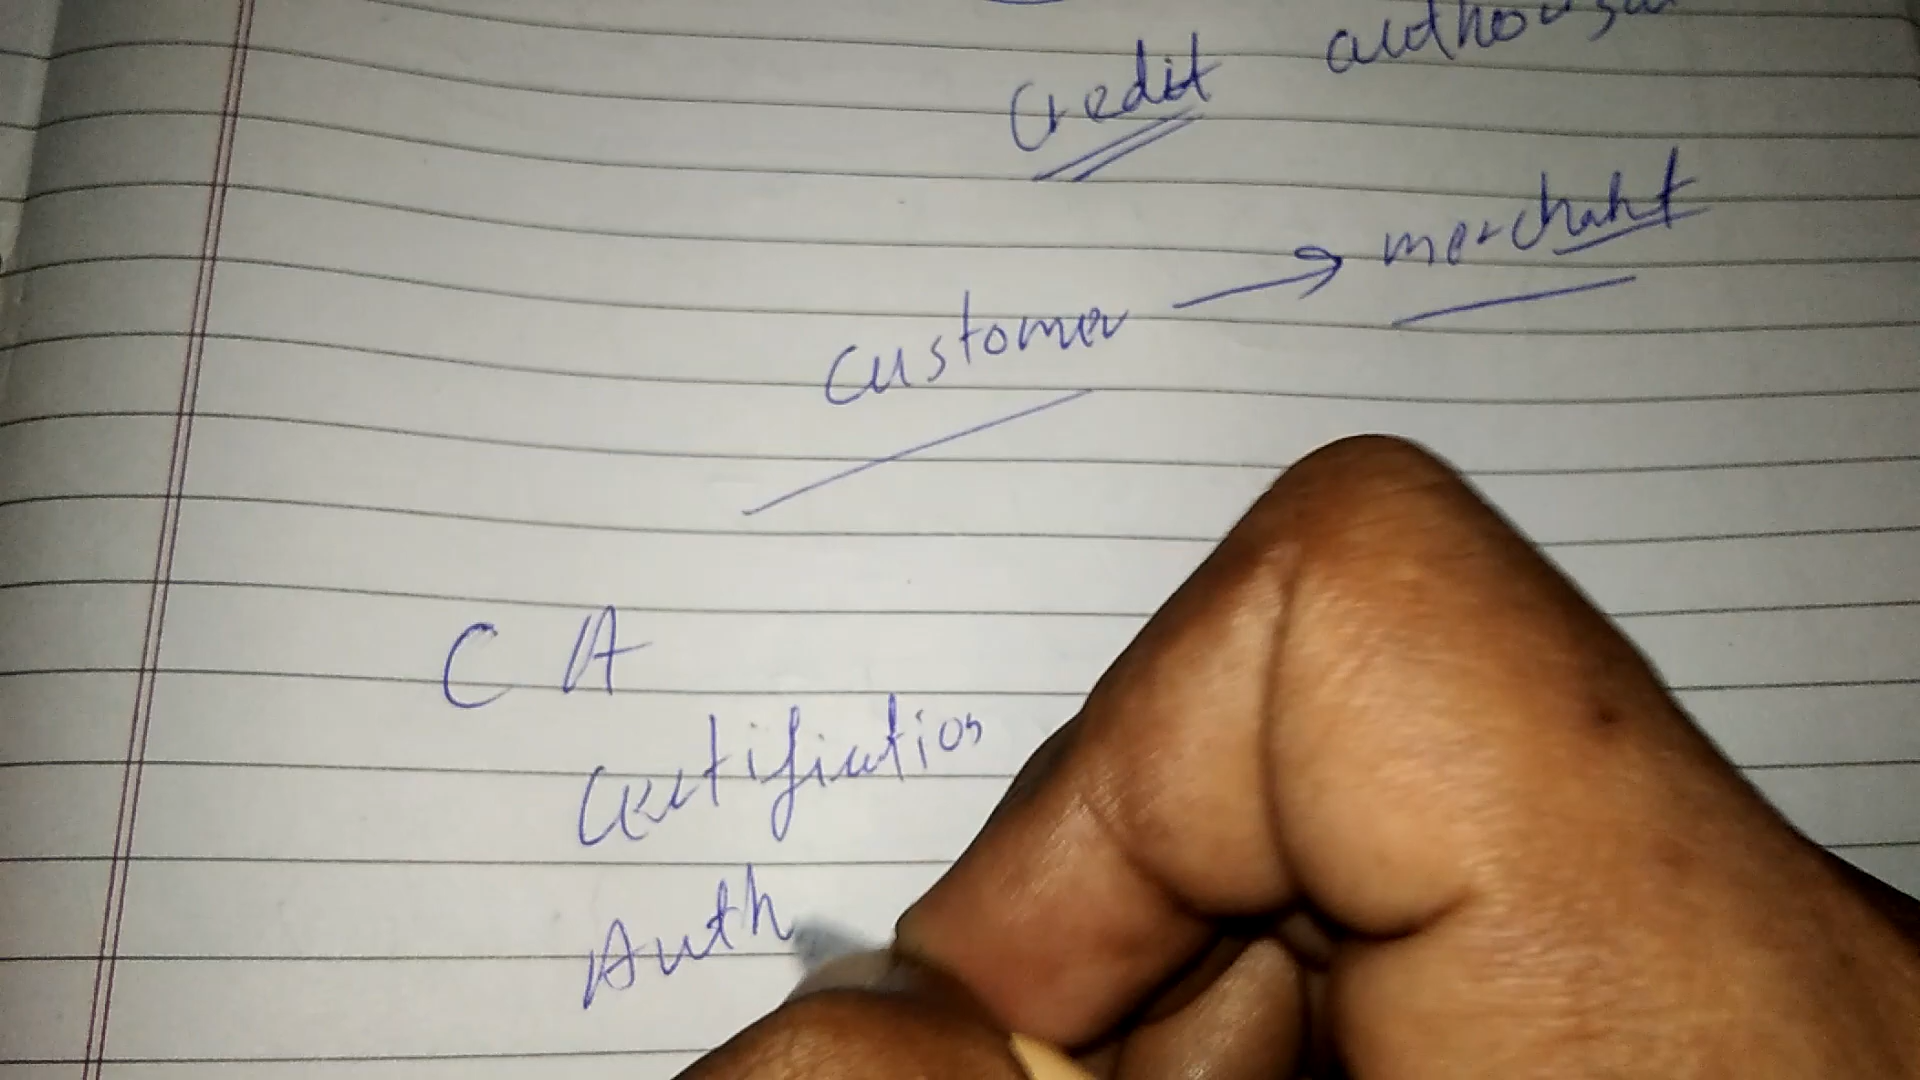 Credit
customer → merchant
C A
Certification
Auth